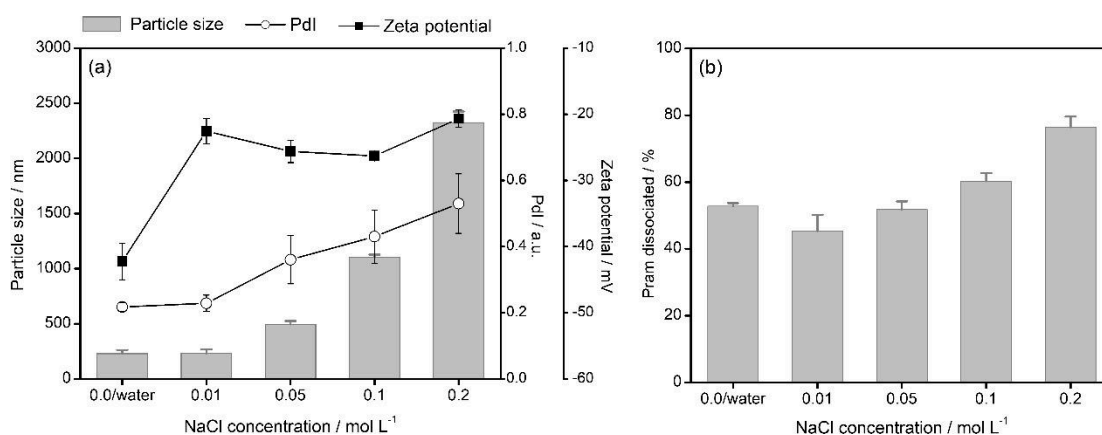 Particle size PdI Zeta potential
(a)
3000
2500
2000
1500
1000
500
0
Particle size / nm
1.0
0.8
0.6
0.4
0.2
0.0
PdI / a.u.
-10
-20
-30
-40
-50
-60
Zeta potential / mV
0.0/water 0.01 0.05 0.1 0.2
NaCl concentration / mol L⁻¹
(b)
100
80
60
40
20
0
Pram dissociated / %
0.0/water 0.01 0.05 0.1 0.2
NaCl concentration / mol L⁻¹